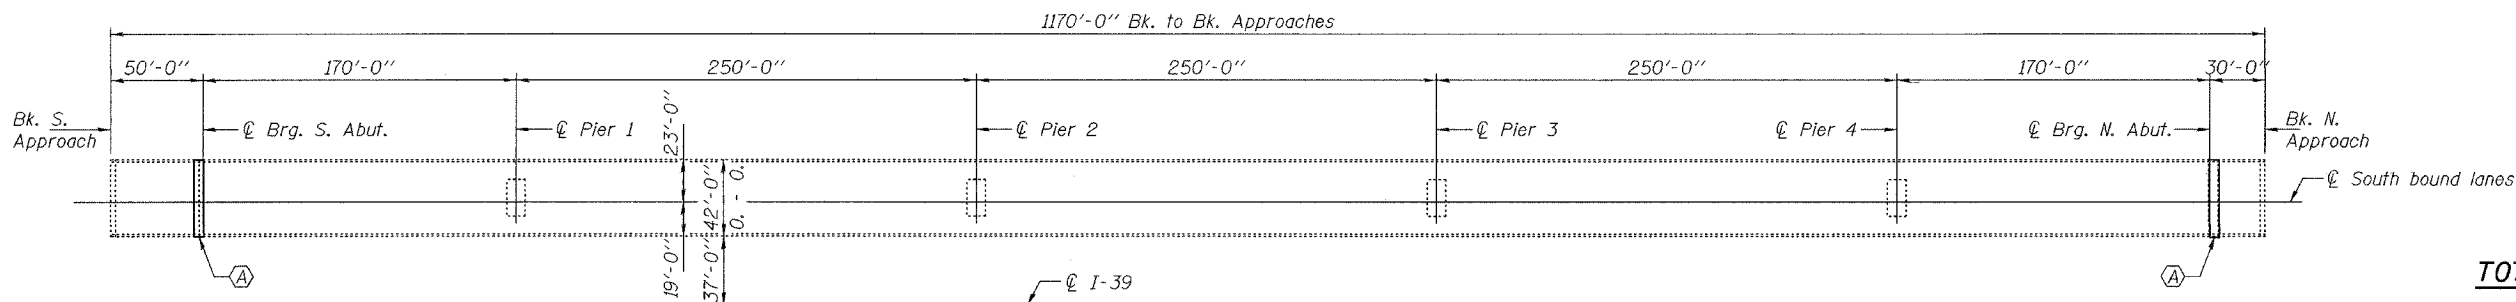 1170'-0" Bk. to Bk. Approaches
50'-0" 170'-0" 250'-0" 250'-0" 250'-0" 170'-0" 30'-0"
Bk. S.
Approach
℄ Brg. S. Abut.
℄ Pier 1
23'-0"
℄ Pier 2
℄ Pier 3
℄ Pier 4
℄ Brg. N. Abut.
Bk. N.
Approach
42'-0"
O. - O.
℄ South bound lanes
19'-0"
37'-0"
A
℄ I-39
A
TOT